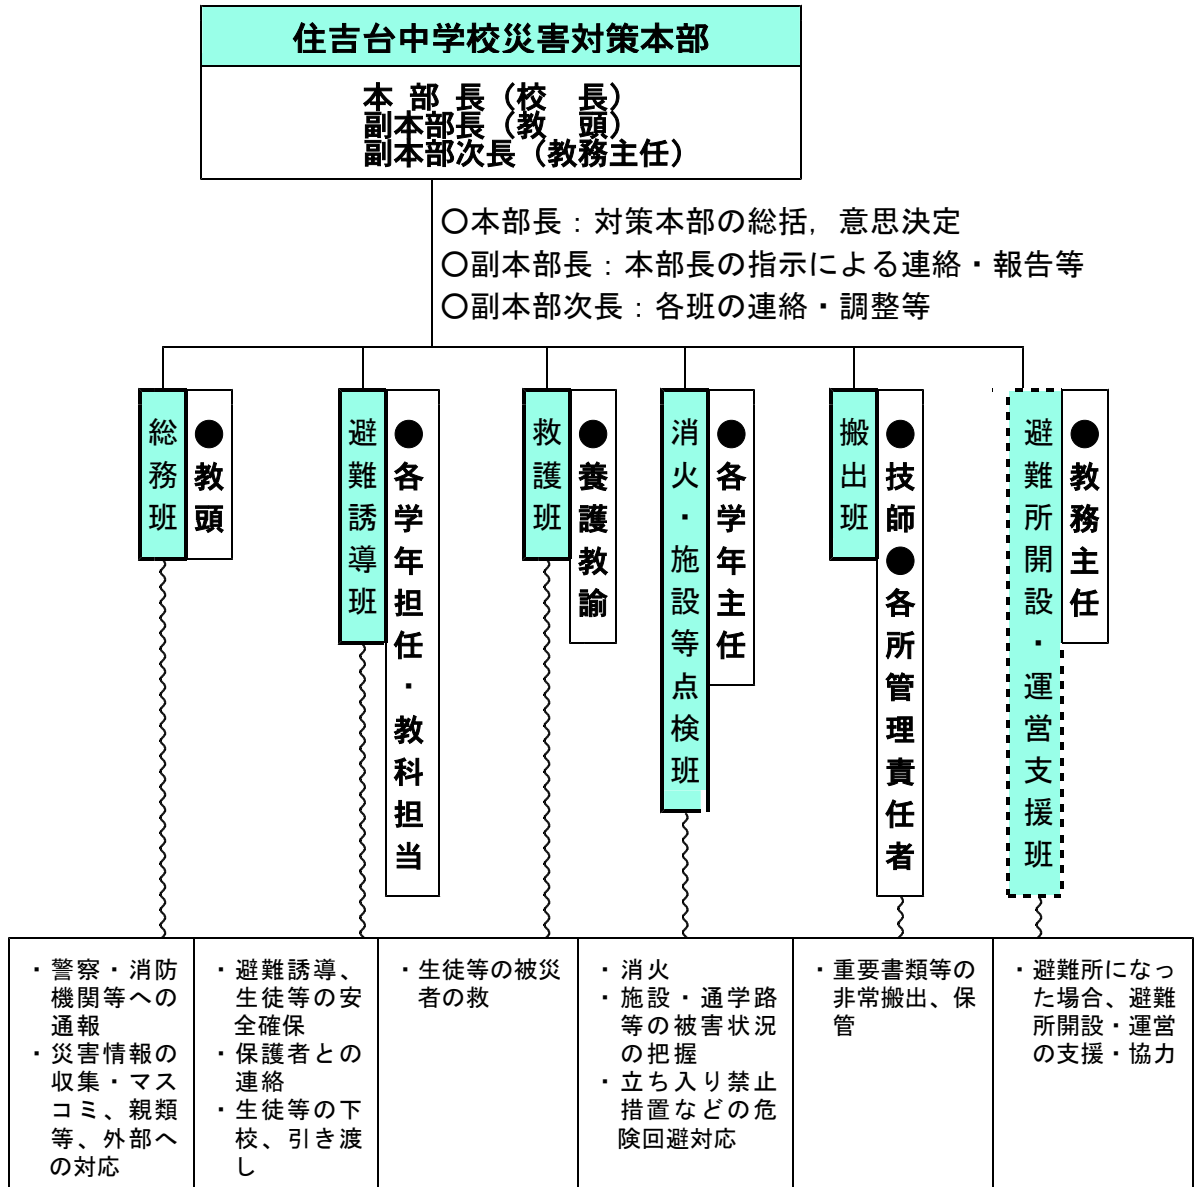 住吉台中学校災害対策本部
本 部 長（校　長）
副本部長（教　頭）
副本部次長（教務主任）
〇本部長：対策本部の総括，意思決定
〇副本部長：本部長の指示による連絡・報告等
〇副本部次長：各班の連絡・調整等
総務班
●教頭
避難誘導班
●各学年担任・教科担当
救護班
●養護教諭
消火・施設等点検班
●各学年主任
搬出班
●技師●各所管理責任者
避難所開設・運営支援班
●教務主任
・警察・消防
機関等への
通報
・災害情報の
収集・マス
コミ、親類
等、外部へ
の対応
・避難誘導、
生徒等の安
全確保
・保護者との
連絡
・生徒等の下
校、引き渡
し
・生徒等の被災
者の救
・消火
・施設・通学路
等の被害状況
の把握
・立ち入り禁止
措置などの危
険回避対応
・重要書類等の
非常搬出、保
管
・避難所になっ
た場合、避難
所開設・運営
の支援・協力